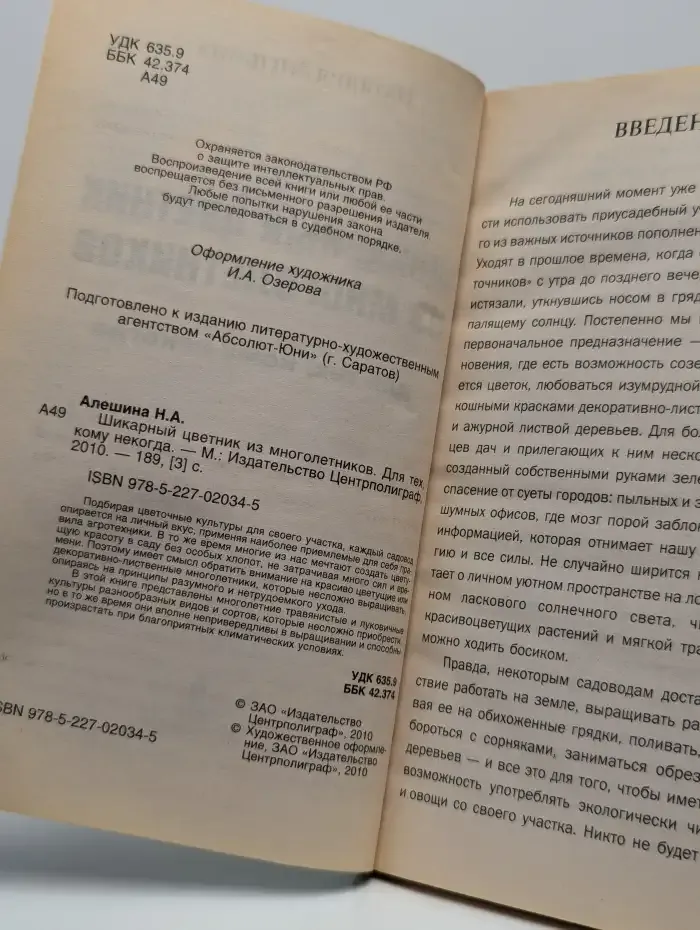 УДК 635.9
ББК 42.374
А49
Охраняется законодательством РФ
о защите интеллектуальных прав.
Воспроизведение всей книги или любой ее части
воспрещается без письменного разрешения издателя
Любые попытки нарушения закона
будут преследоваться в судебном порядке.
Оформление художника
И.А. Озерова
Подготовлено к изданию литературно-художественным
агентством «Абсолют-Юни» (г. Саратов)
Алешина Н.А.
А49 Шикарный цветник из многолетников. Для тех,
кому некогда. — М.: Издательство Центрполиграф,
2010. — 189, [3] с.
ISBN 978-5-227-02034-5
Подбирая цветочные культуры для своего участка, каждый садовод
опирается на личный вкус, применяя наиболее приемлемые для себя пра-
вила агротехники. В то же время многие из нас мечтают создать цвету-
щую красоту в саду без особых хлопот, не затрачивая много сил и вре-
мени. Поэтому имеет смысл обратить внимание на красиво цветущие или
декоративно-лиственные многолетники, которые несложно выращивать,
опираясь на принципы разумного и нетрудоемкого ухода.
В этой книге представлены многолетние травянистые и луковичные
культуры разнообразных видов и сортов, которые несложно приобрести
но в то же время они вполне непривередливы в выращивании и способны
произрастать при благоприятных климатических условиях.
УДК 635.9
ББК 42.374
ISBN 978-5-227-02034-5
© ЗАО «Издательство
Центрполиграф», 2010
© Художественное оформле-
ние, ЗАО «Издательство
Центрполиграф», 2010
ВВЕДЕН
На сегодняшний момент уже
сти использовать приусадебный у
го из важных источников пополнен
Уходят в прошлое времена, когда
точников» с утра до позднего вече
истязали, уткнувшись носом в гряд
палящему солнцу. Постепенно мы
первоначальное предназначение —
новения, где есть возможность созе
ется цветок, любоваться изумрудной
кошными красками декоративно-лист
и ажурной листвой деревьев. Для бол
цев дач и прилегающих к ним неско
созданный собственными руками зеле
спасение от суеты городов: пыльных и з
шумных офисов, где мозг порой заблок
информацией, которая отнимает нашу
гию и все силы. Не случайно ширится
тает о личном уютном пространстве на ло
ном ласкового солнечного света, чи
красивоцветущих растений и мягкой тра
можно ходить босиком.
Правда, некоторым садоводам доста
ствие работать на земле, выращивать ра
вая ее на обихоженные грядки, поливать,
бороться с сорняками, заниматься обрез
деревьев — и все это для того, чтобы имет
возможность употреблять экологически чи
и овощи со своего участка. Никто не будет